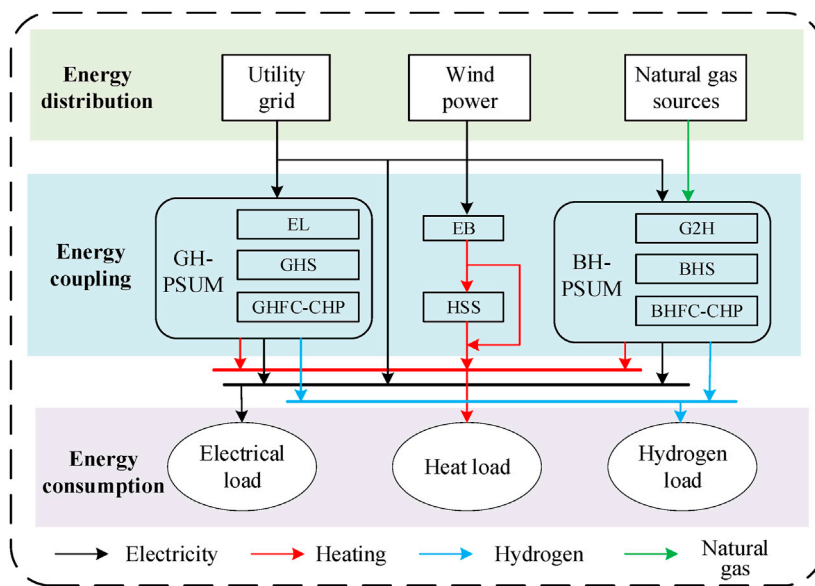 Energy
distribution
Utility
grid
Wind
power
Natural gas
sources
Energy
coupling
GH-
PSUM
EL
GHS
GHFC-CHP
EB
HSS
BH-
PSUM
G2H
BHS
BHFC-CHP
Energy
consumption
Electrical
load
Heat load
Hydrogen
load
Electricity
Heating
Hydrogen
Natural
gas